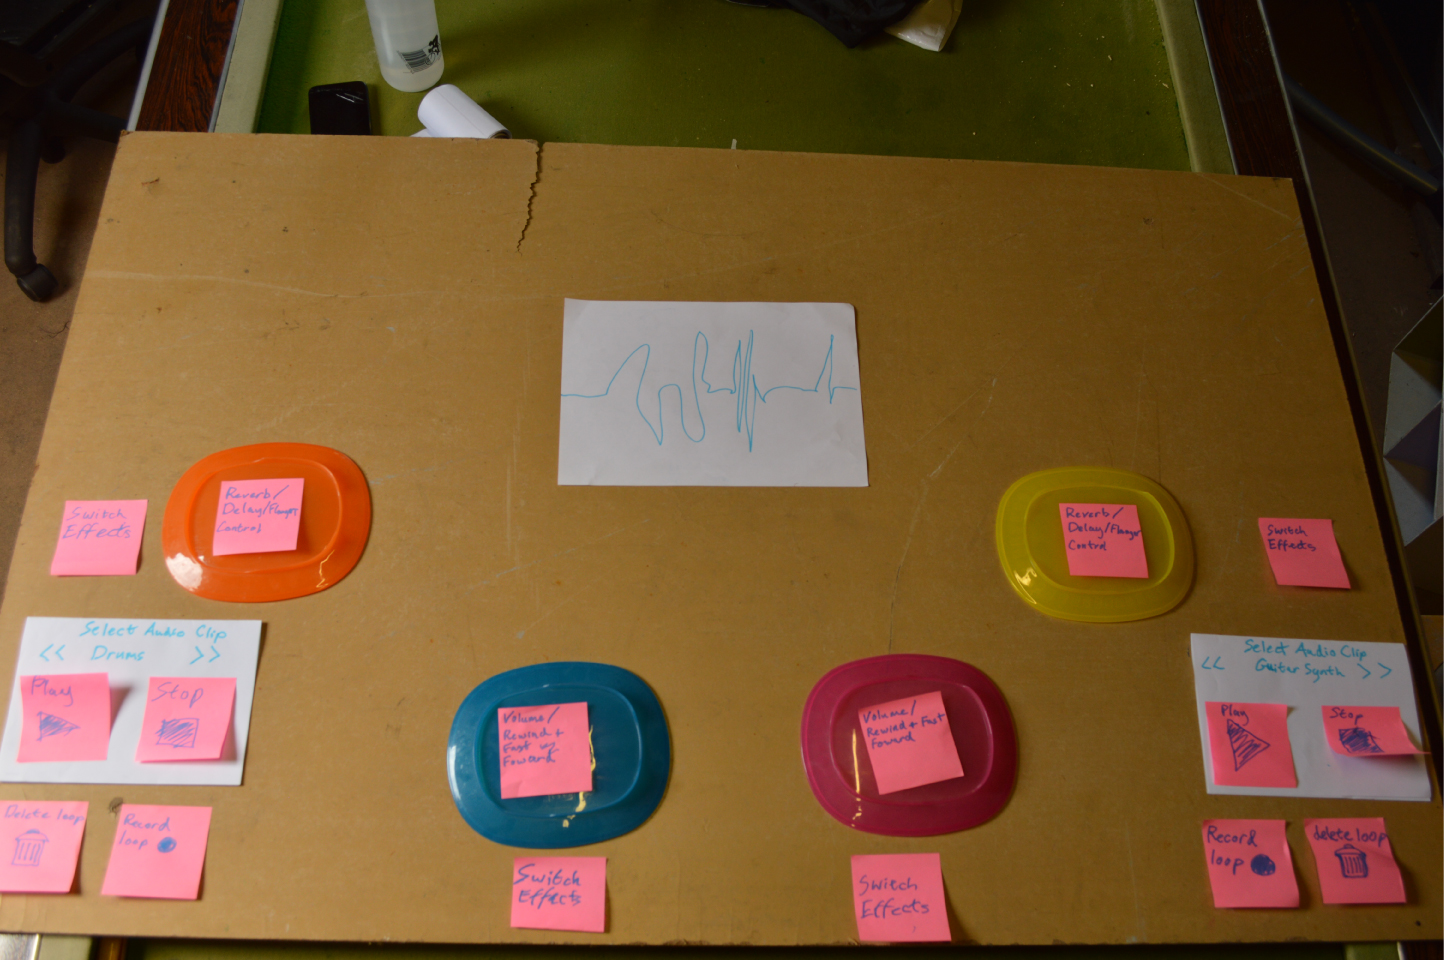 Switch
Effects
Reverb/
Delay/Flanger
Control
Reverb/
Delay/Flanger
Control
Switch
Effects
Select Audio Clip
<< Drums >>
Play
Stop
Delete loop
Record
loop
Volume/
Rewind +
Fast
Foward
Switch
Effects
Volume/
Rewind + Fast
Foward
Switch
Effects
Select Audio Clip
<< Guitar Synth >>
Play
Stop
Record
loop
delete loop